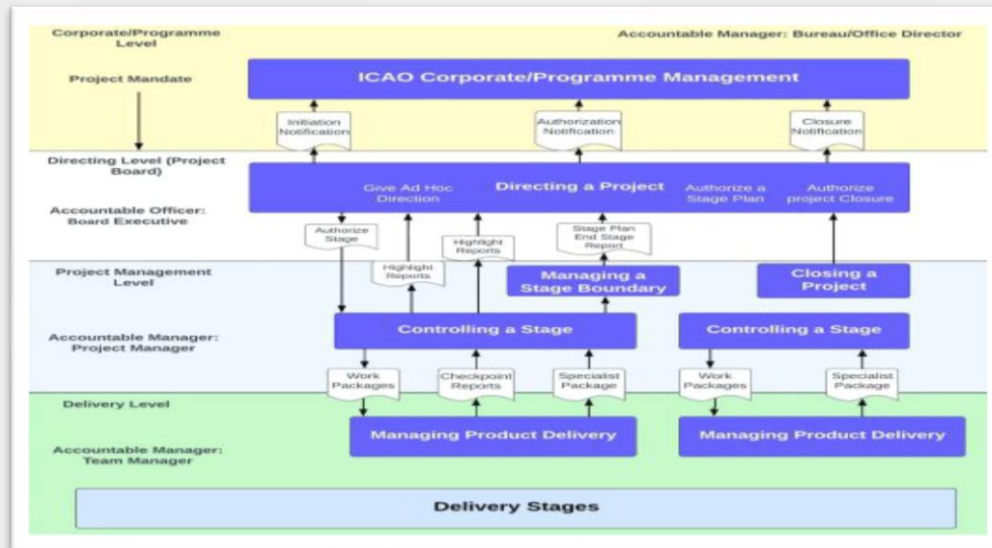 Corporate/Programme
Level
Accountable Manager: Bureau/Office Director
Project Mandate
ICAO Corporate/Programme Management
Initiation
Notification
Authorization
Notification
Closure
Notification
Directing Level (Project
Board)
Give Ad Hoc
Direction
Directing a Project
Authorize a
Stage Plan
Authorize
project Closure
Accountable Officer:
Board Executive
Authorize
Stage
Highlight
Reports
Highlight
Reports
Stage Plan
End Stage
Report
Project Management
Level
Managing a
Stage Boundary
Closing a
Project
Accountable Manager:
Project Manager
Controlling a Stage
Controlling a Stage
Work
Packages
Checkpoint
Reports
Specialist
Package
Work
Packages
Specialist
Package
Delivery Level
Accountable Manager:
Team Manager
Managing Product Delivery
Managing Product Delivery
Delivery Stages